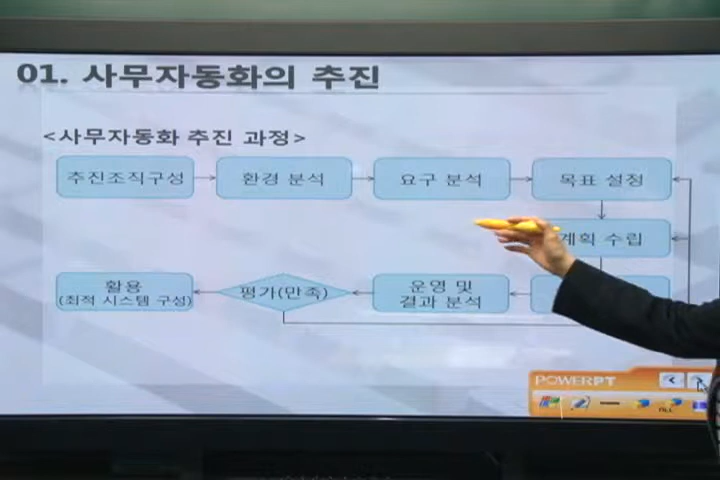 01. 사무자동화의 추진
<사무자동화 추진 과정>
추진조직구성
환경 분석
요구 분석
목표 설정
계획 수립
활용
(최적 시스템 구성)
평가(만족)
운영 및
결과 분석
POWERPT
ALL